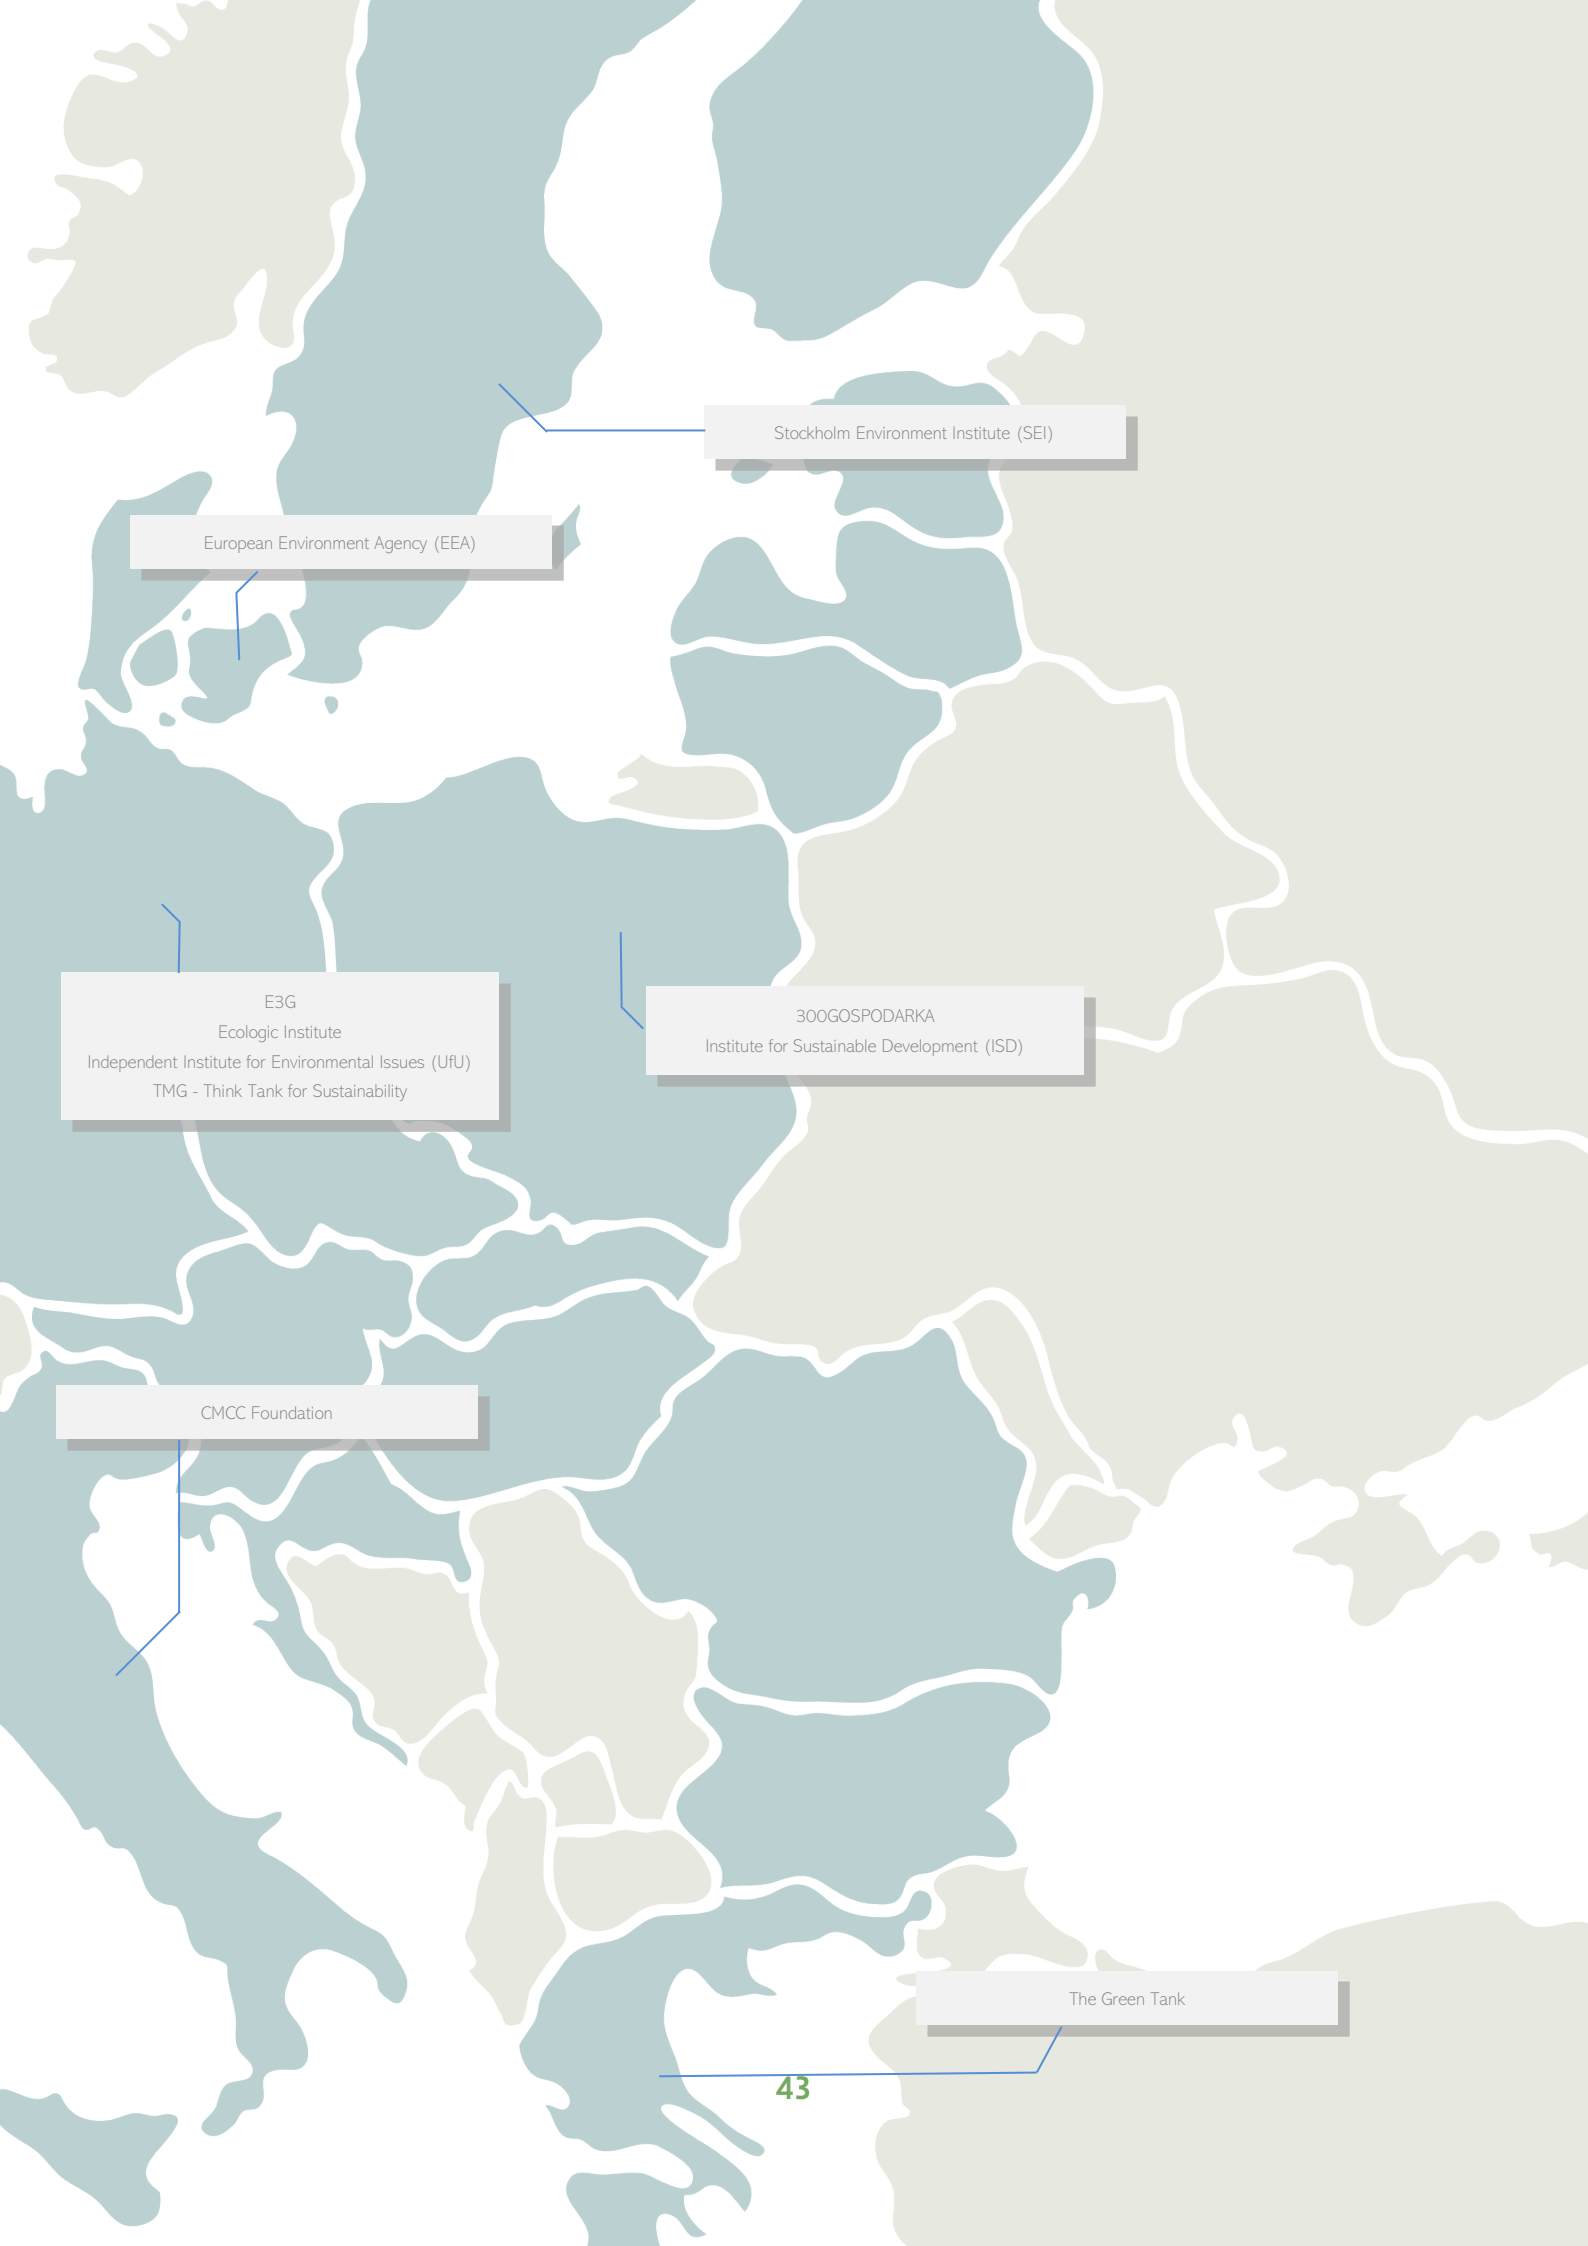 Stockholm Environment Institute (SEI)
European Environment Agency (EEA)
E3G
Ecologic Institute
Independent Institute for Environmental Issues (UfU)
TMG - Think Tank for Sustainability
300GOSPODARKA
Institute for Sustainable Development (ISD)
CMCC Foundation
The Green Tank
43